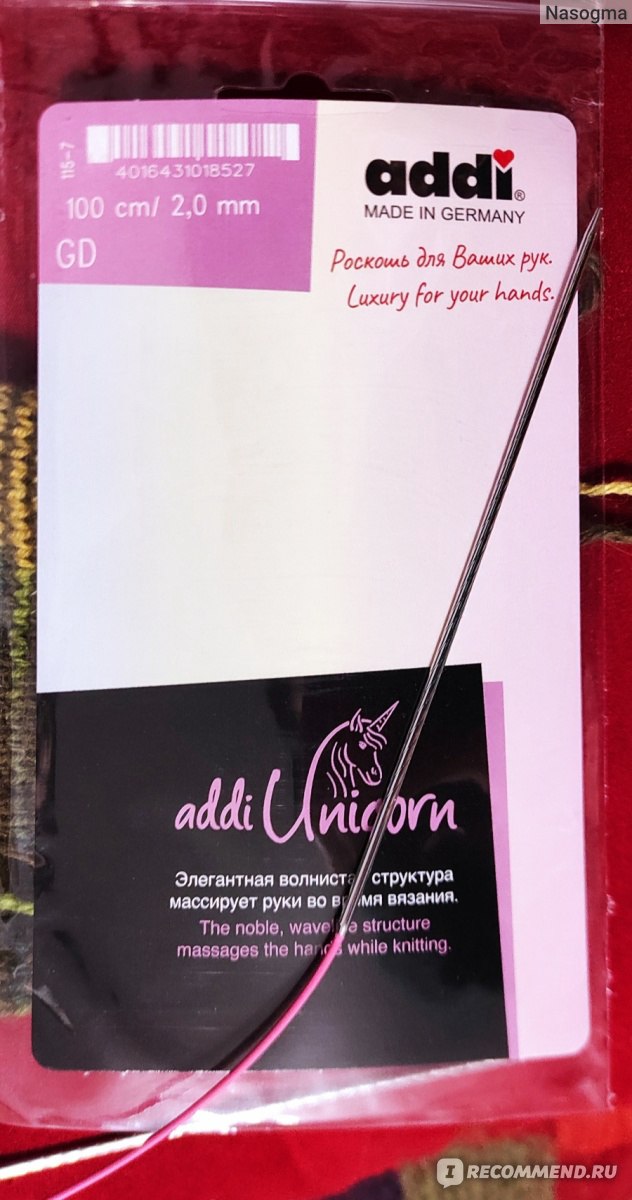 Nasogma
115-7
4016431018527
100 cm/ 2,0 mm
GD
addi®
MADE IN GERMANY
Роскошь для Ваших рук.
Luxury for your hands.
addi Unicorn
Элегантная волниста структура
массирует руки во время вязания.
The noble, wavelike structure
massages the hands while knitting.
IRECOMMEND.RU